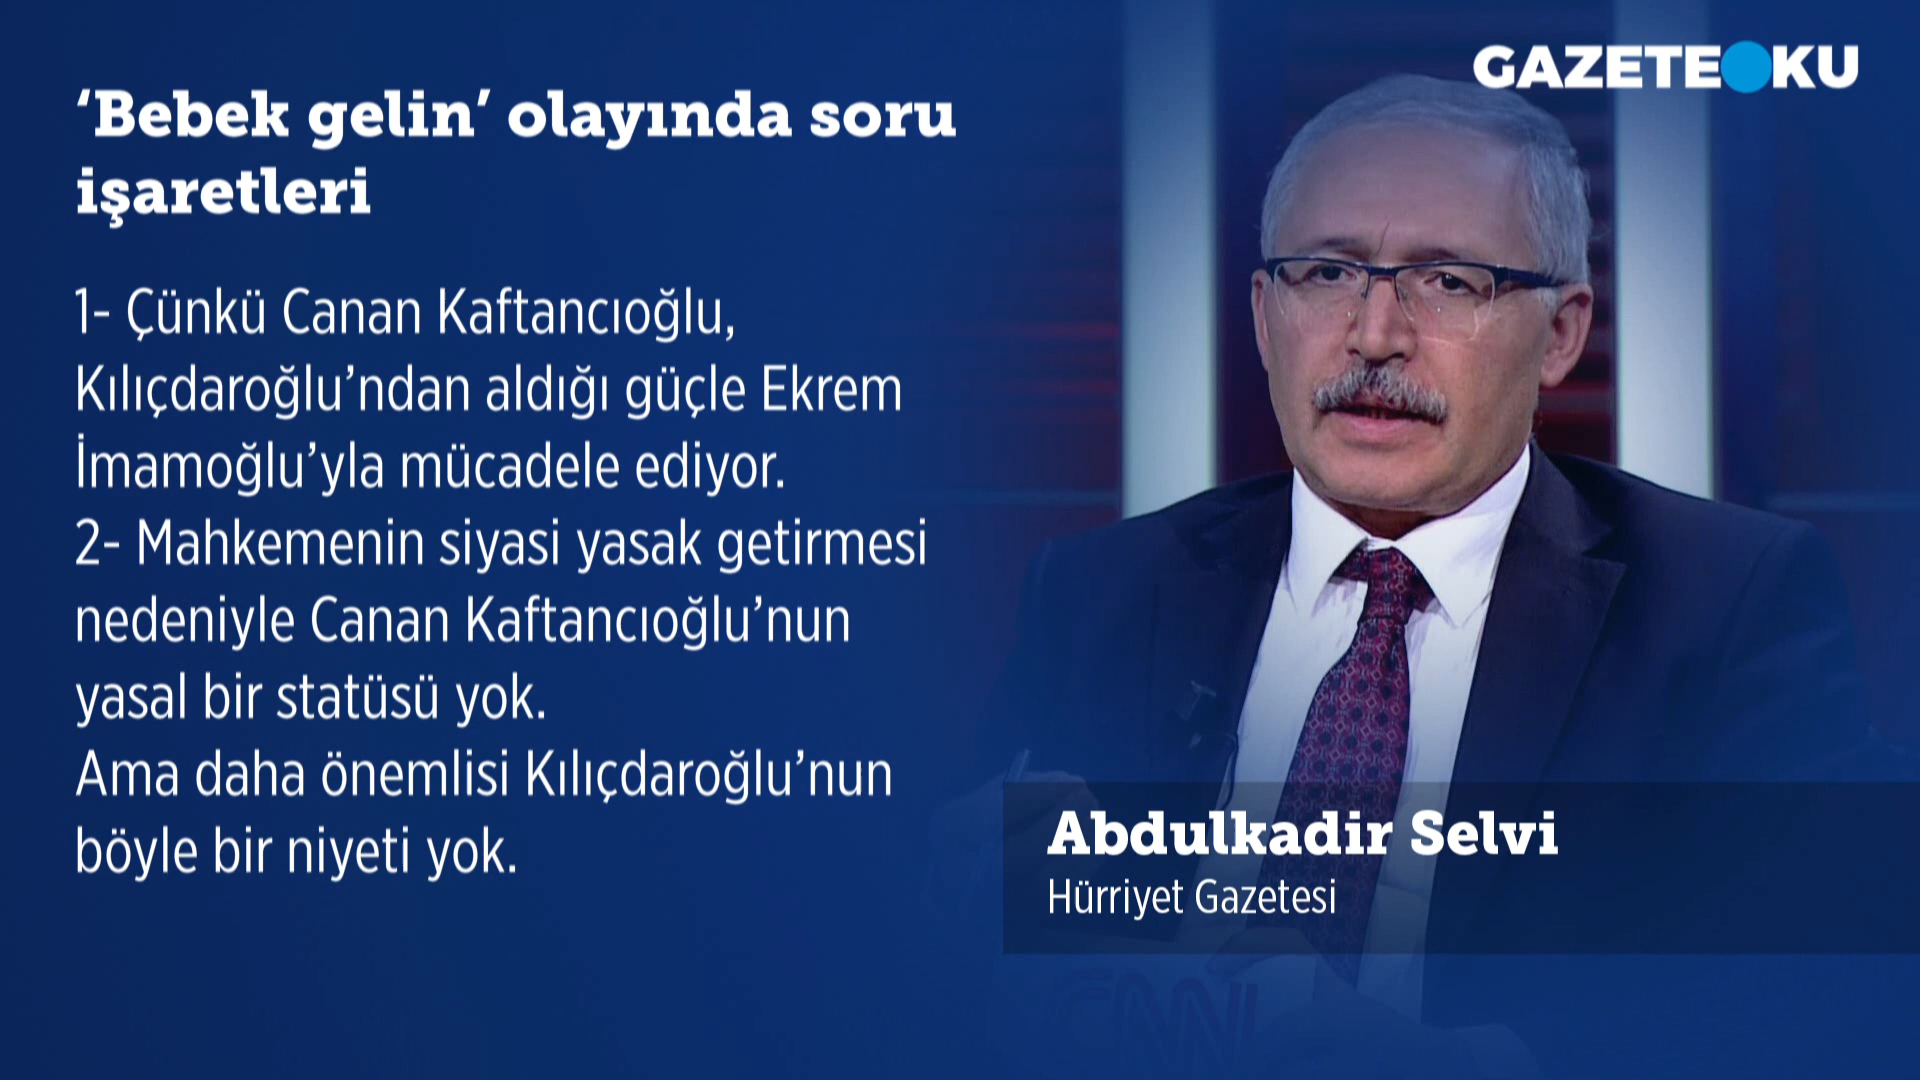 GAZETEOKU
‘Bebek gelin’ olayında soru
işaretleri
1- Çünkü Canan Kaftancıoğlu,
Kılıçdaroğlu’ndan aldığı güçle Ekrem
İmamoğlu’yla mücadele ediyor.
2- Mahkemenin siyasi yasak getirmesi
nedeniyle Canan Kaftancıoğlu’nun
yasal bir statüsü yok.
Ama daha önemlisi Kılıçdaroğlu’nun
böyle bir niyeti yok.
Abdulkadir Selvi
Hürriyet Gazetesi
CNN